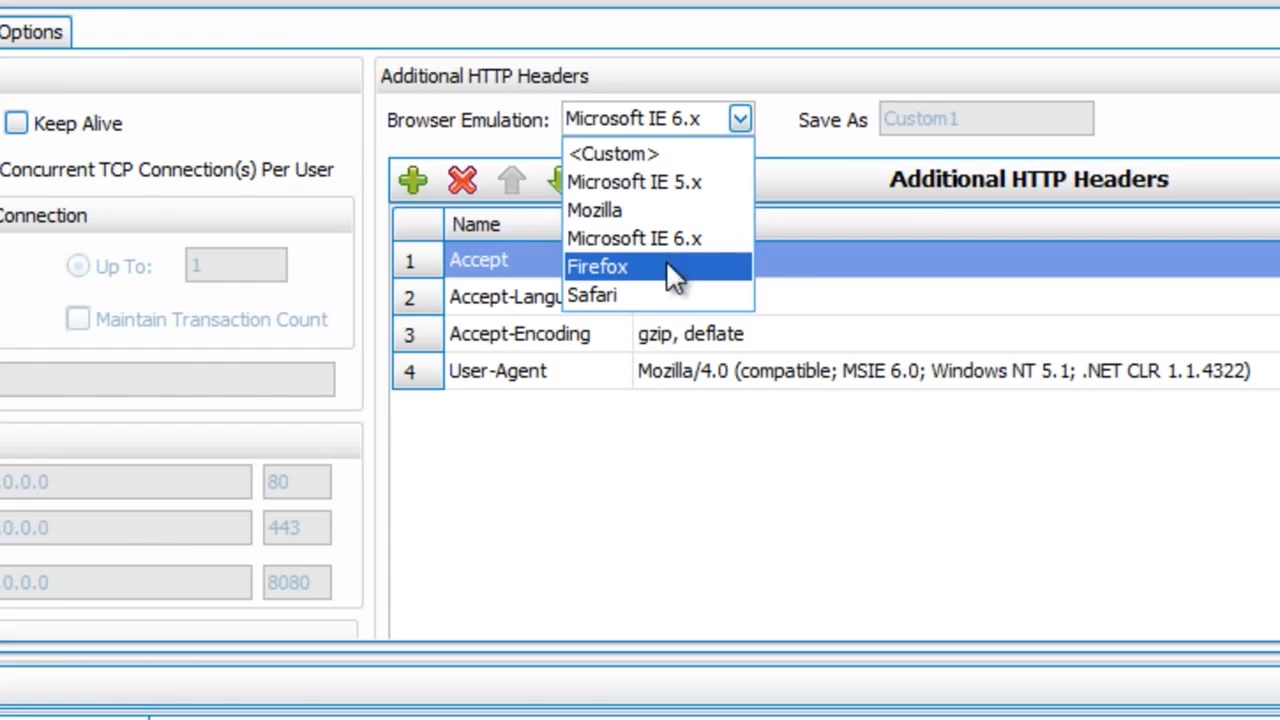 Options
Keep Alive
Concurrent TCP Connection(s) Per User
Connection
Up To:
1
Maintain Transaction Count
.0.0.0
80
.0.0.0
443
.0.0.0
8080
Additional HTTP Headers
Browser Emulation:
Microsoft IE 6.x
Save As
Custom1
<Custom>
Microsoft IE 5.x
Mozilla
Microsoft IE 6.x
Firefox
Safari
Additional HTTP Headers
Name
1 Accept
2 Accept-Langu
3 Accept-Encoding gzip, deflate
4 User-Agent Mozilla/4.0 (compatible; MSIE 6.0; Windows NT 5.1; .NET CLR 1.1.4322)